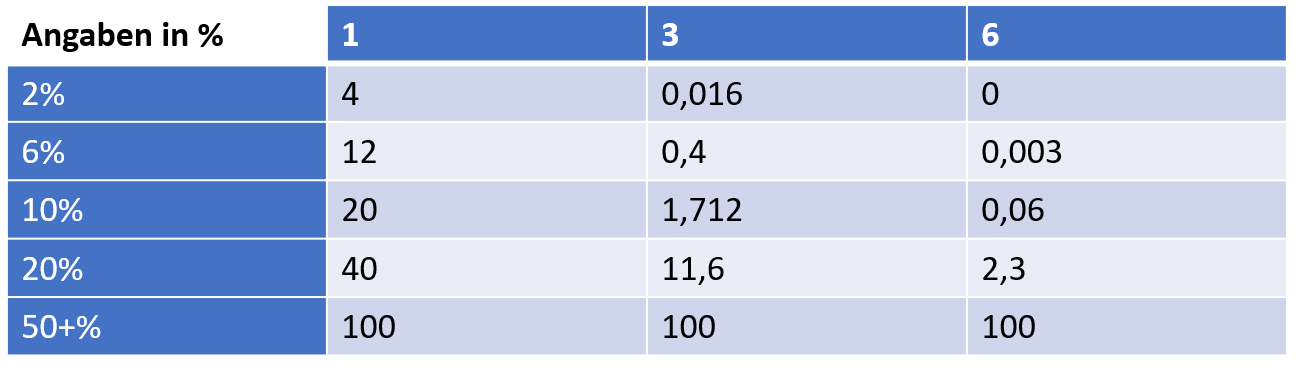 Angaben in % 1 3 6
2% 4 0,016 0
6% 12 0,4 0,003
10% 20 1,712 0,06
20% 40 11,6 2,3
50+% 100 100 100